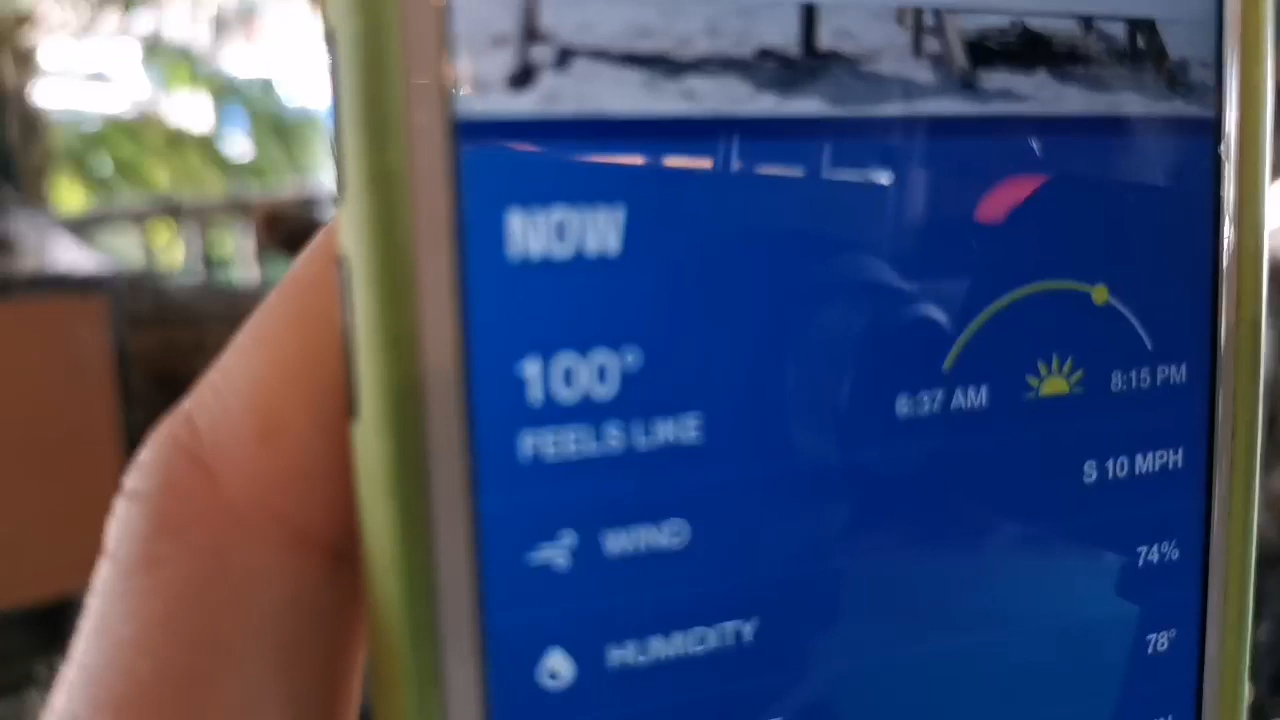 NOW
100°
FEELS LIKE
6:37 AM
8:15 PM
WIND
S 10 MPH
HUMIDITY
74%
78°